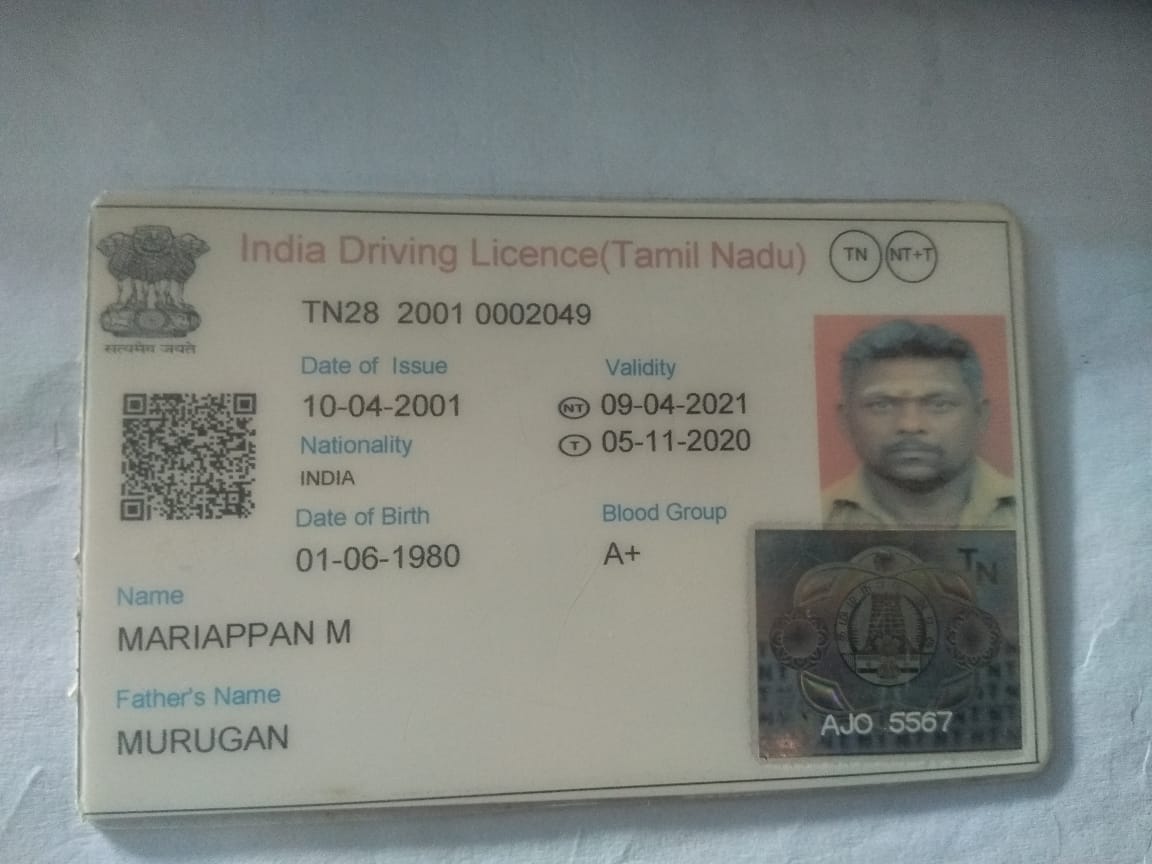 India Driving Licence(Tamil Nadu) TN NT+T
सत्यमेव जयते
TN28 2001 0002049
Date of Issue Validity
10-04-2001 NT 09-04-2021
Nationality T 05-11-2020
INDIA
Date of Birth Blood Group
01-06-1980 A+
Name
MARIAPPAN M
Father's Name
MURUGAN
TN
AJO 5567